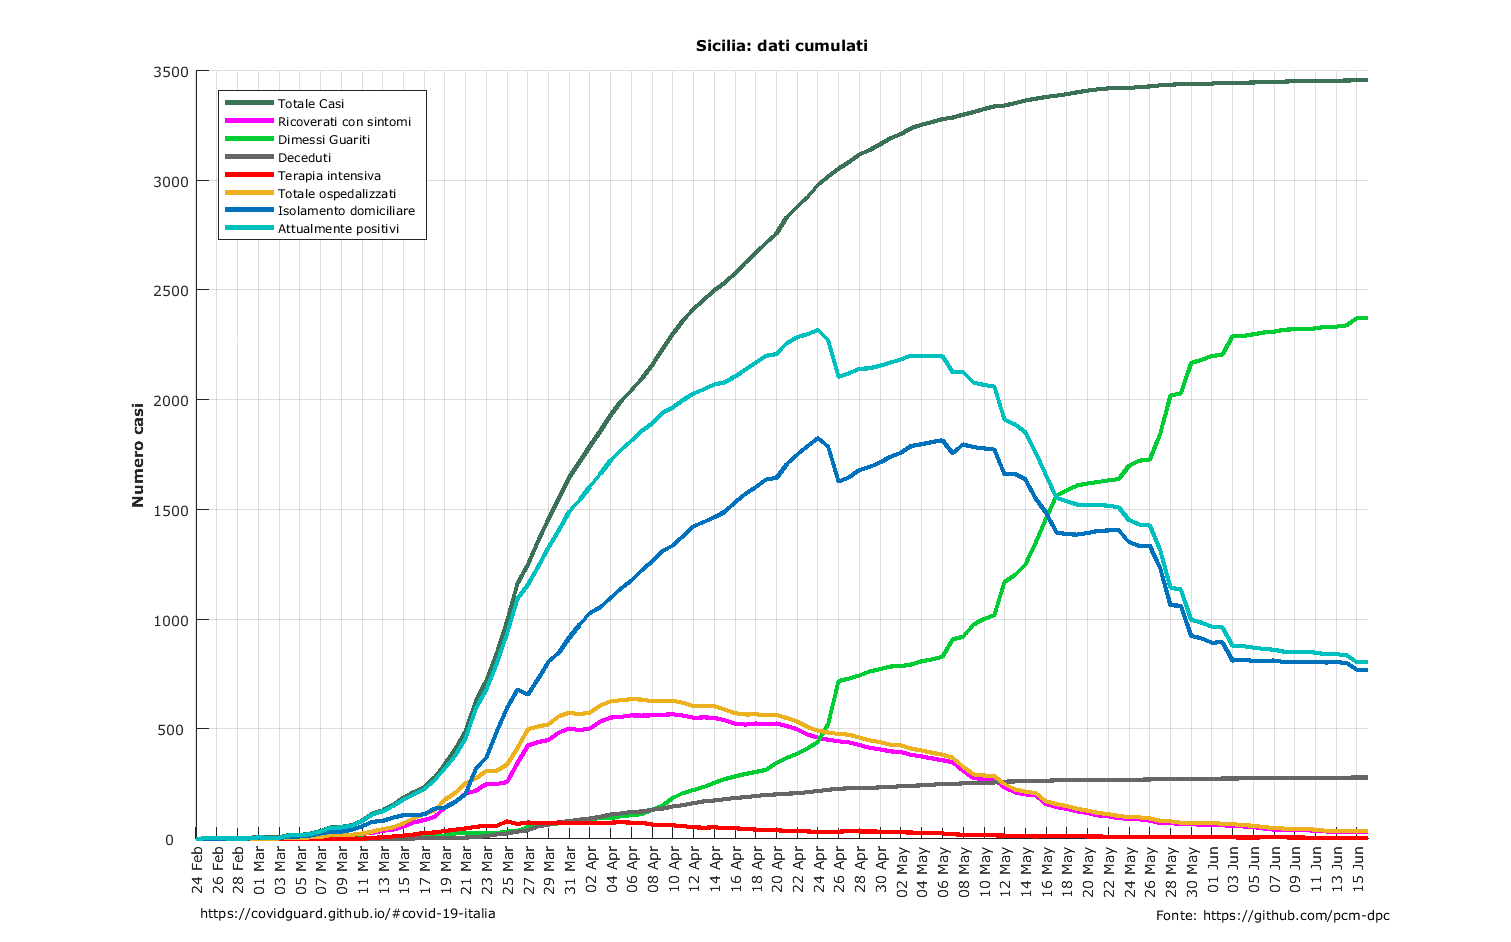 Sicilia: dati cumulati
Numero casi
3500
3000
2500
2000
1500
1000
500
0
Totale Casi
Ricoverati con sintomi
Dimessi Guariti
Deceduti
Terapia intensiva
Totale ospedalizzati
Isolamento domiciliare
Attualmente positivi
24 Feb
26 Feb
28 Feb
01 Mar
03 Mar
05 Mar
07 Mar
09 Mar
11 Mar
13 Mar
15 Mar
17 Mar
19 Mar
21 Mar
23 Mar
25 Mar
27 Mar
29 Mar
31 Mar
02 Apr
04 Apr
06 Apr
08 Apr
10 Apr
12 Apr
14 Apr
16 Apr
18 Apr
20 Apr
22 Apr
24 Apr
26 Apr
28 Apr
30 Apr
02 May
04 May
06 May
08 May
10 May
12 May
14 May
16 May
18 May
20 May
22 May
24 May
26 May
28 May
30 May
01 Jun
03 Jun
05 Jun
07 Jun
09 Jun
11 Jun
13 Jun
15 Jun
https://covidguard.github.io/#covid-19-italia
Fonte: https://github.com/pcm-dpc